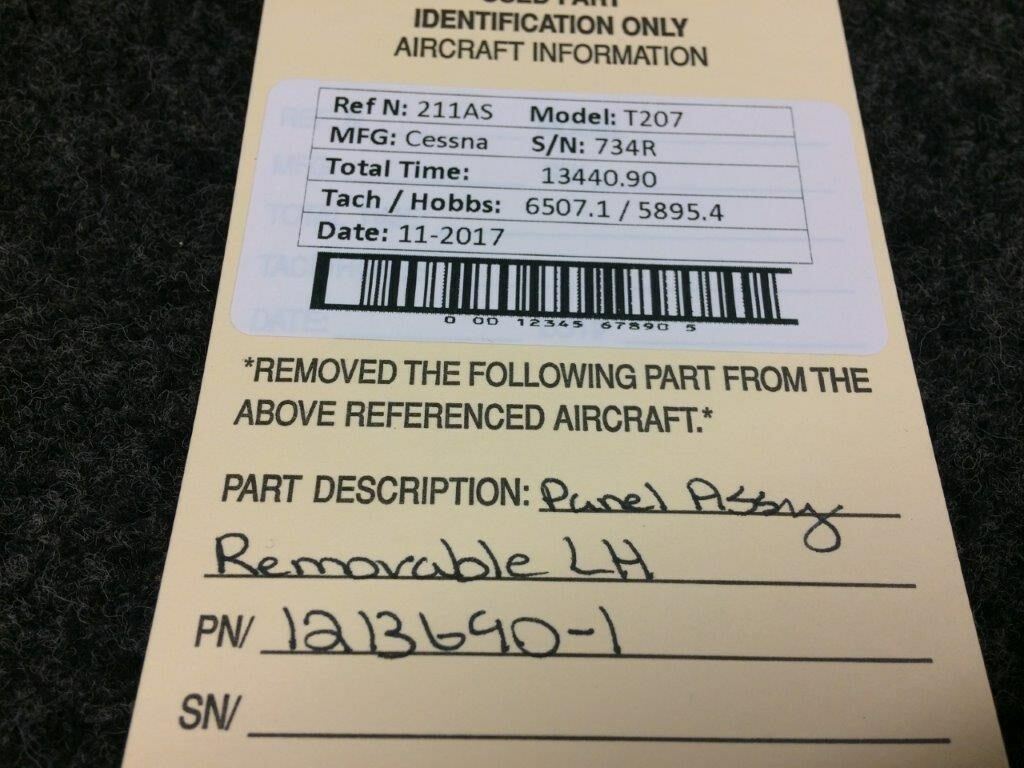 USED PART
IDENTIFICATION ONLY
AIRCRAFT INFORMATION
Ref N: 211AS Model: T207
MFG: Cessna S/N: 734R
Total Time: 13440.90
Tach / Hobbs: 6507.1 / 5895.4
Date: 11-2017
0 00 12345 67890 5
*REMOVED THE FOLLOWING PART FROM THE
ABOVE REFERENCED AIRCRAFT.*
PART DESCRIPTION: Panel Assy
Removable LH
PN/ 1213690-1
SN/